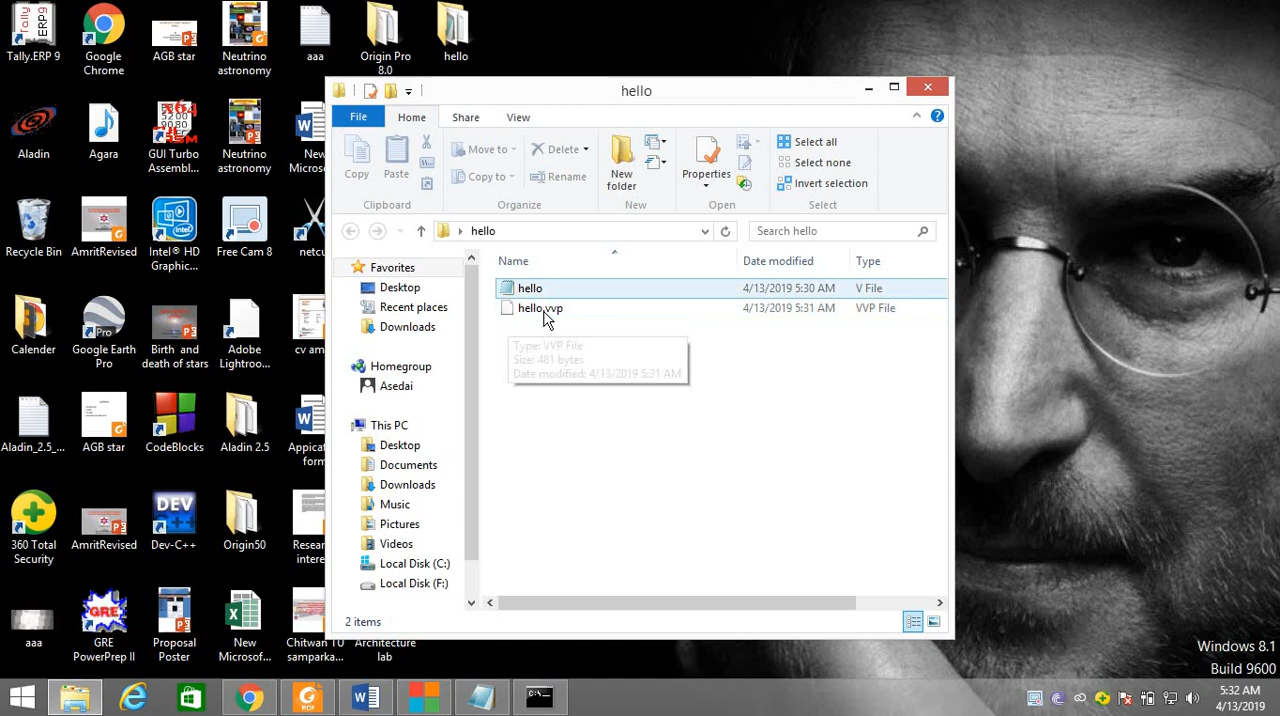 Tally.ERP 9
Google
Chrome
AGB star
Neutrino
astronomy
aaa
Origin Pro
8.0
hello
Aladin
Agara
GUI Turbo
Assembl...
Neutrino
astronomy
New
Microsof
Recycle Bin
AmritRevised
Intel® HD
Graphic...
Free Cam 8
netcu
Calender
Google Earth
Pro
Birth and
death of stars
Adobe
Lightroo
cv am
Aladin_2.5_...
AGB star
CodeBlocks
Aladin 2.5
Appicat
form
360 Total
Security
AmritRevised
DEV
Dev-C++
Origin50
Resear
intere
aaa
GRE
GRE
PowerPrep II
Proposal
Poster
New
Microsof...
Chitwan TU
samparka...
Architecture
lab
hello
File
Home
Share
View
Copy
Paste
Move to
Copy to
Delete
Rename
New
folder
Properties
Select all
Select none
Invert selection
Clipboard
Organize
New
Open
Select
hello
Search hello
Name
Date modified
Type
hello
4/13/2019 5:30 AM
V File
hello.vvp
/13/2019 5:31 AM
VVP File
Type: VVP File
Size: 481 bytes
Date modified: 4/13/2019 5:31 AM
Favorites
Desktop
Recent places
Downloads
Homegroup
Asedai
This PC
Desktop
Documents
Downloads
Music
Pictures
Videos
Local Disk (C:)
Local Disk (F:)
2 items
Windows 8.1
Build 9600
PDF
C:\
5:32 AM
4/13/2019